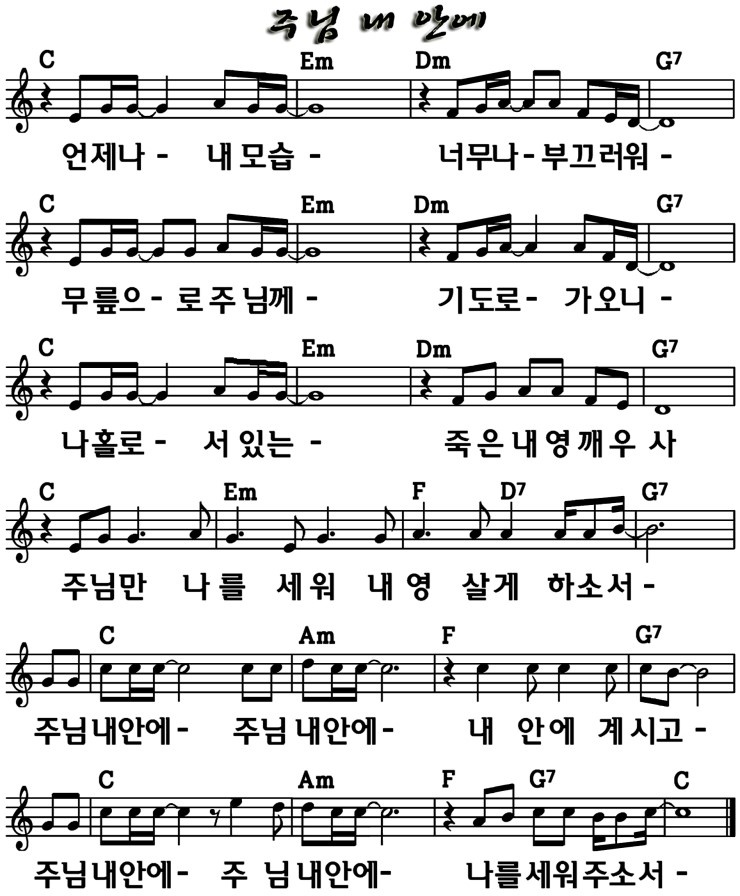 주님 내 안에
C Em Dm G7
언제나 - 내 모습 - 너무나 - 부끄러워 -
C Em Dm G7
무릎으 - 로 주 님께 - 기도로 - 가오니 -
C Em Dm G7
나홀로 - 서 있는 - 죽은 내 영 깨우 사
C Em F D7 G7
주님만 나를 세워 내 영 살게 하소서 -
C Am F G7
주님내안에 - 주님 내안에 - 내 안에 계시고 -
C Am F G7 C
주님내안에 - 주 님내안에 - 나를세워주소서 -